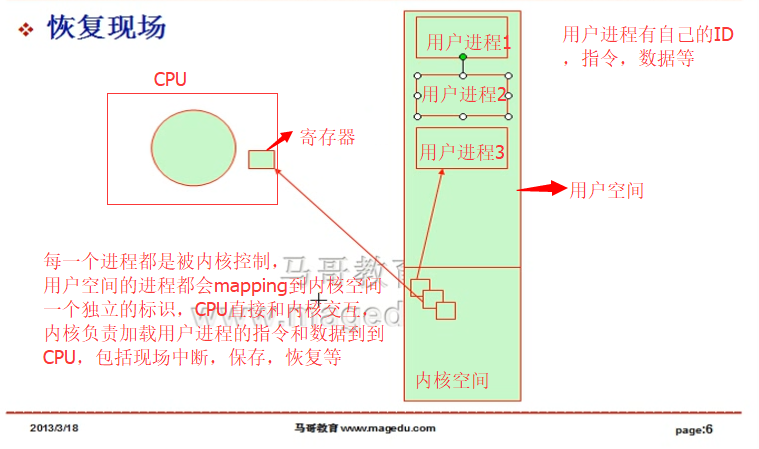 ❖ 恢复现场
用户进程1
用户进程有自己的ID
，指令，数据等
CPU
用户进程2
寄存器
用户进程3
用户空间
每一个进程都是被内核控制，
用户空间的进程都会mapping到内核空间
一个独立的标识，CPU直接和内核交互，
内核负责加载用户进程的指令和数据到到
CPU，包括现场中断，保存，恢复等
马哥教育
www.magedu
内核空间
2013/3/18
马哥教育 www.magedu.com
page:6